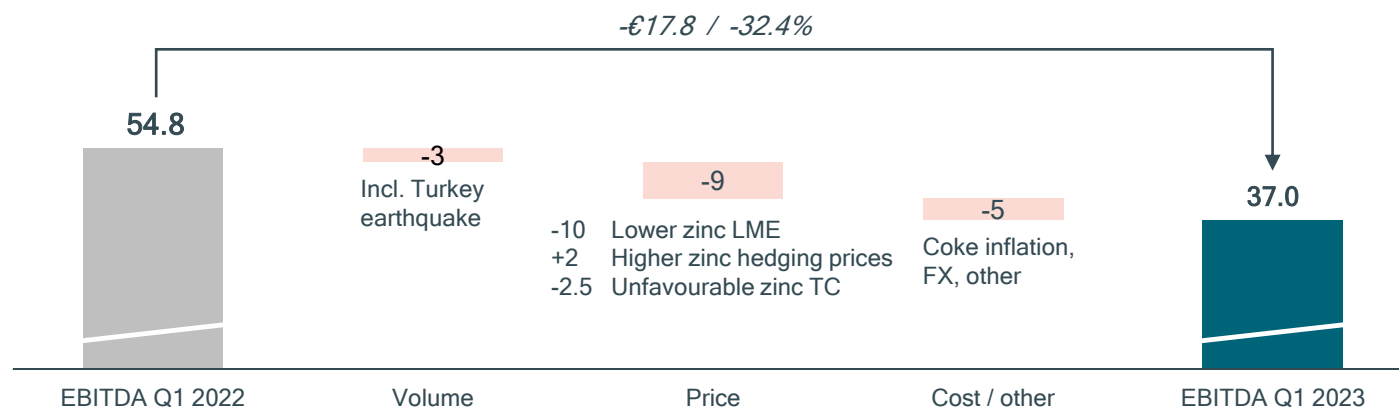 -€17.8 / -32.4%
54.8
-3
Incl. Turkey
earthquake
-9
-10 Lower zinc LME
+2 Higher zinc hedging prices
-2.5 Unfavourable zinc TC
-5
Coke inflation,
FX, other
37.0
EBITDA Q1 2022
Volume
Price
Cost / other
EBITDA Q1 2023